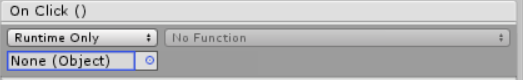 On Click ()
Runtime Only No Function
None (Object)